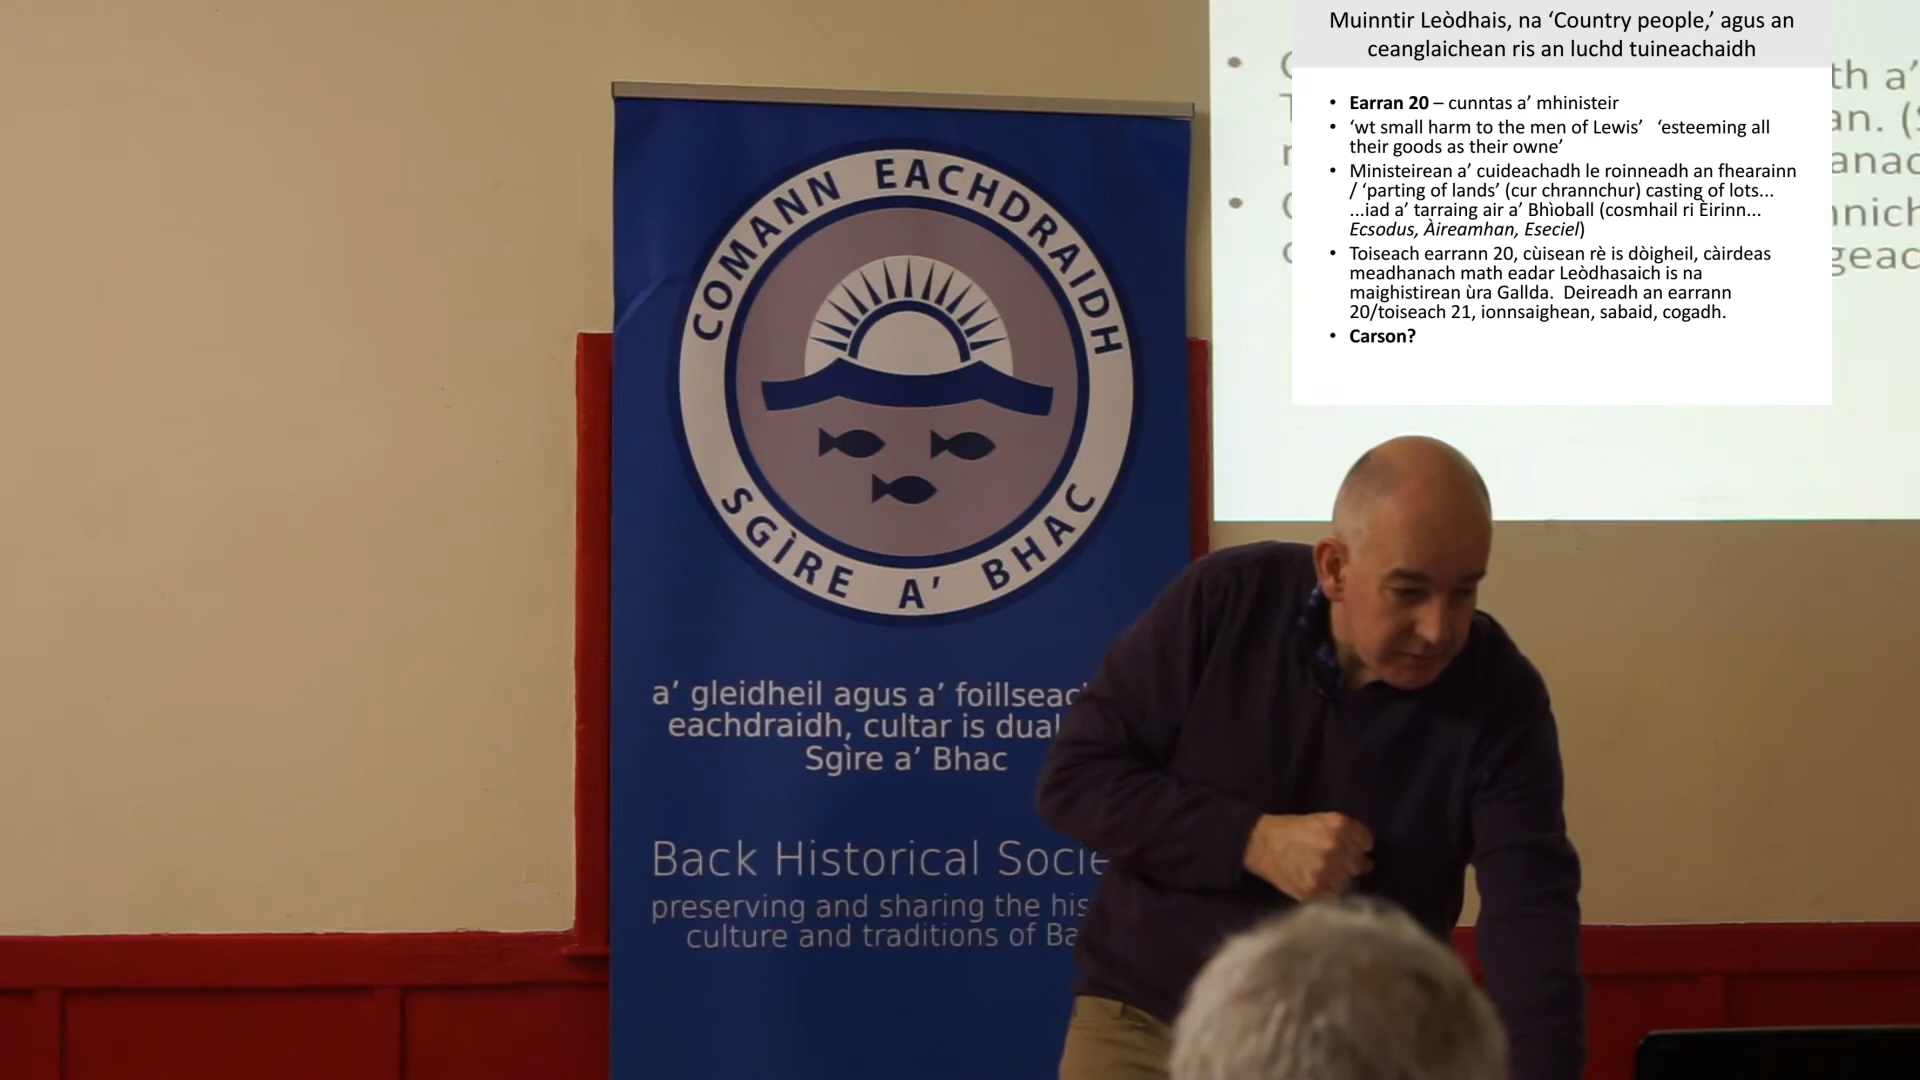 Muinntir Leòdhais, na ‘Country people,’ agus an
ceanglaichean ris an luchd tuineachaidh
• Earran 20 – cunntas a’ mhinisteir
• ‘wt small harm to the men of Lewis’ ‘esteeming all
their goods as their owne’
• Ministeirean a’ cuideachadh le roinneadh an fhearainn
/ ‘parting of lands’ (cur chrannchur) casting of lots...
...iad a’ tarraing air a’ Bhìoball (cosmhail ri Èirinn...
Ecsodus, Àireamhan, Eseciel)
• Toiseach earrann 20, cùisean rè is dòigheil, càirdeas
meadhanach math eadar Leòdhasaich is na
maighistirean ùra Gallda. Deireadh an earrann
20/toiseach 21, ionnsaighean, sabaid, cogadh.
• Carson?
COMANN EACHDRAIDH
SGÌRE A’ BHAC
a’ gleidheil agus a’
eachdraidh, cultar is
Sgìre a’ Bhac
Back Historical
preserving and sharing the
culture and traditions of